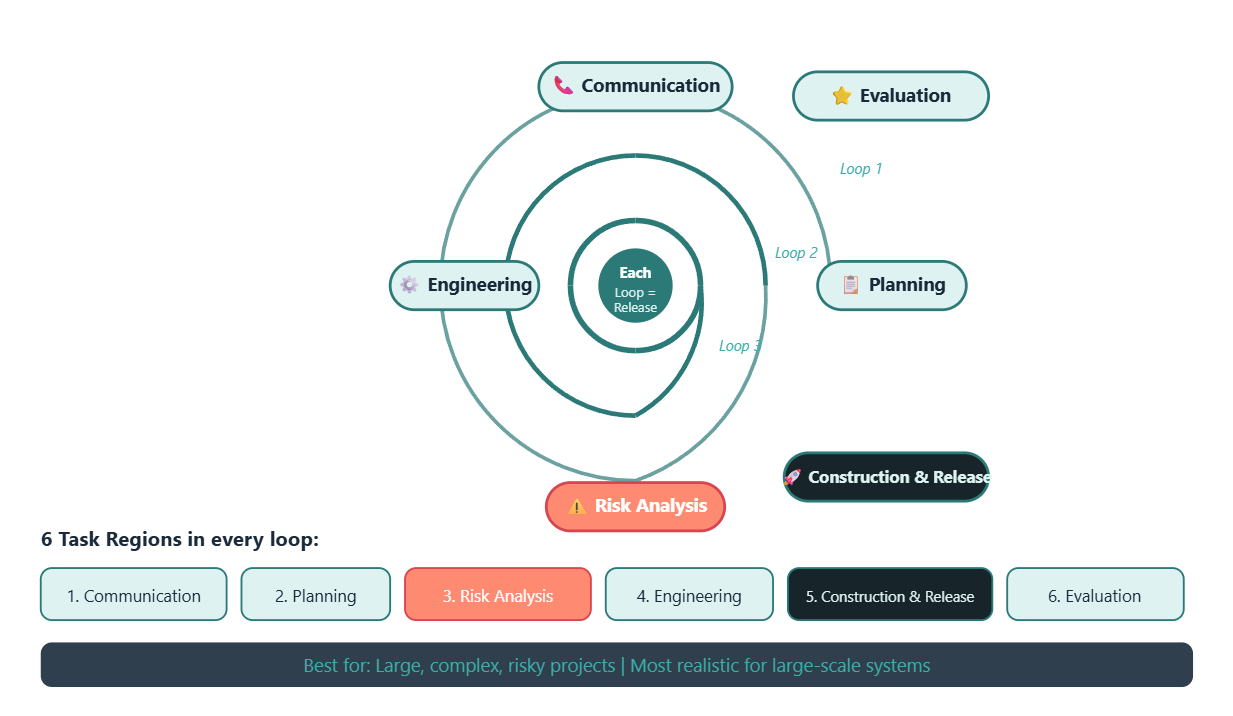 📞 Communication
⭐ Evaluation
Loop 1
Loop 2
Each
Loop =
Release
⚙️ Engineering
📋 Planning
Loop 3
🚀 Construction & Release
⚠️ Risk Analysis
6 Task Regions in every loop:
1. Communication
2. Planning
3. Risk Analysis
4. Engineering
5. Construction & Release
6. Evaluation
Best for: Large, complex, risky projects | Most realistic for large-scale systems